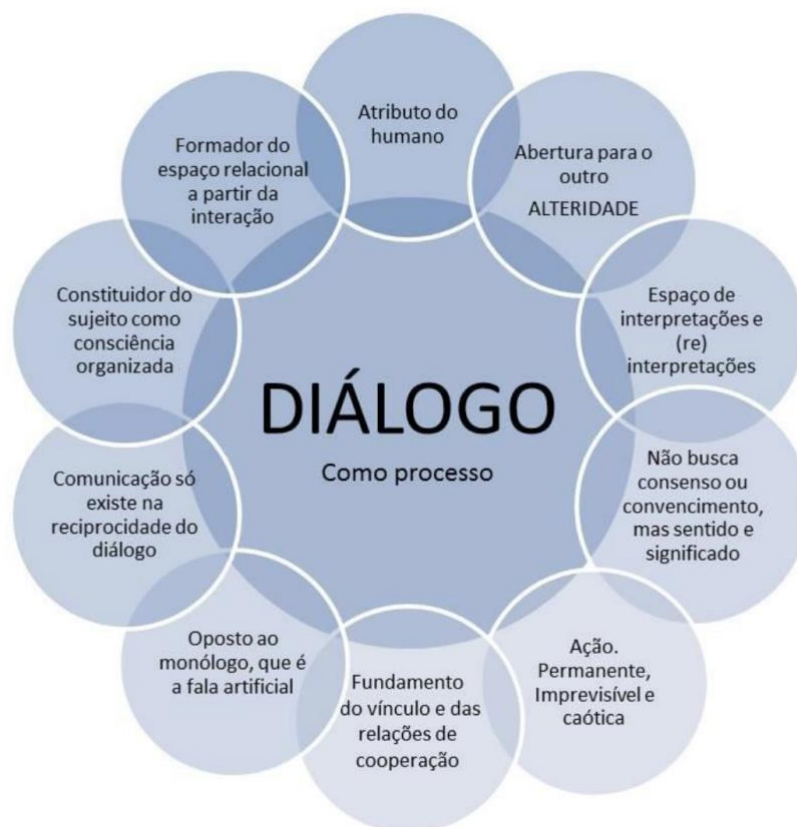 DIÁLOGO
Como processo
Atributo do
humano
Abertura para o
outro
ALTERIDADE
Espaço de
interpretações e
(re)
interpretações
Não busca
consenso ou
convencimento,
mas sentido e
significado
Ação.
Permanente,
Imprevisível e
caótica
Fundamento
do vínculo e das
relações de
cooperação
Oposto ao
monólogo, que é
a fala artificial
Comunicação só
existe na
reciprocidade do
diálogo
Constituidor do
sujeito como
consciência
organizada
Formador do
espaço relacional
a partir da
interação